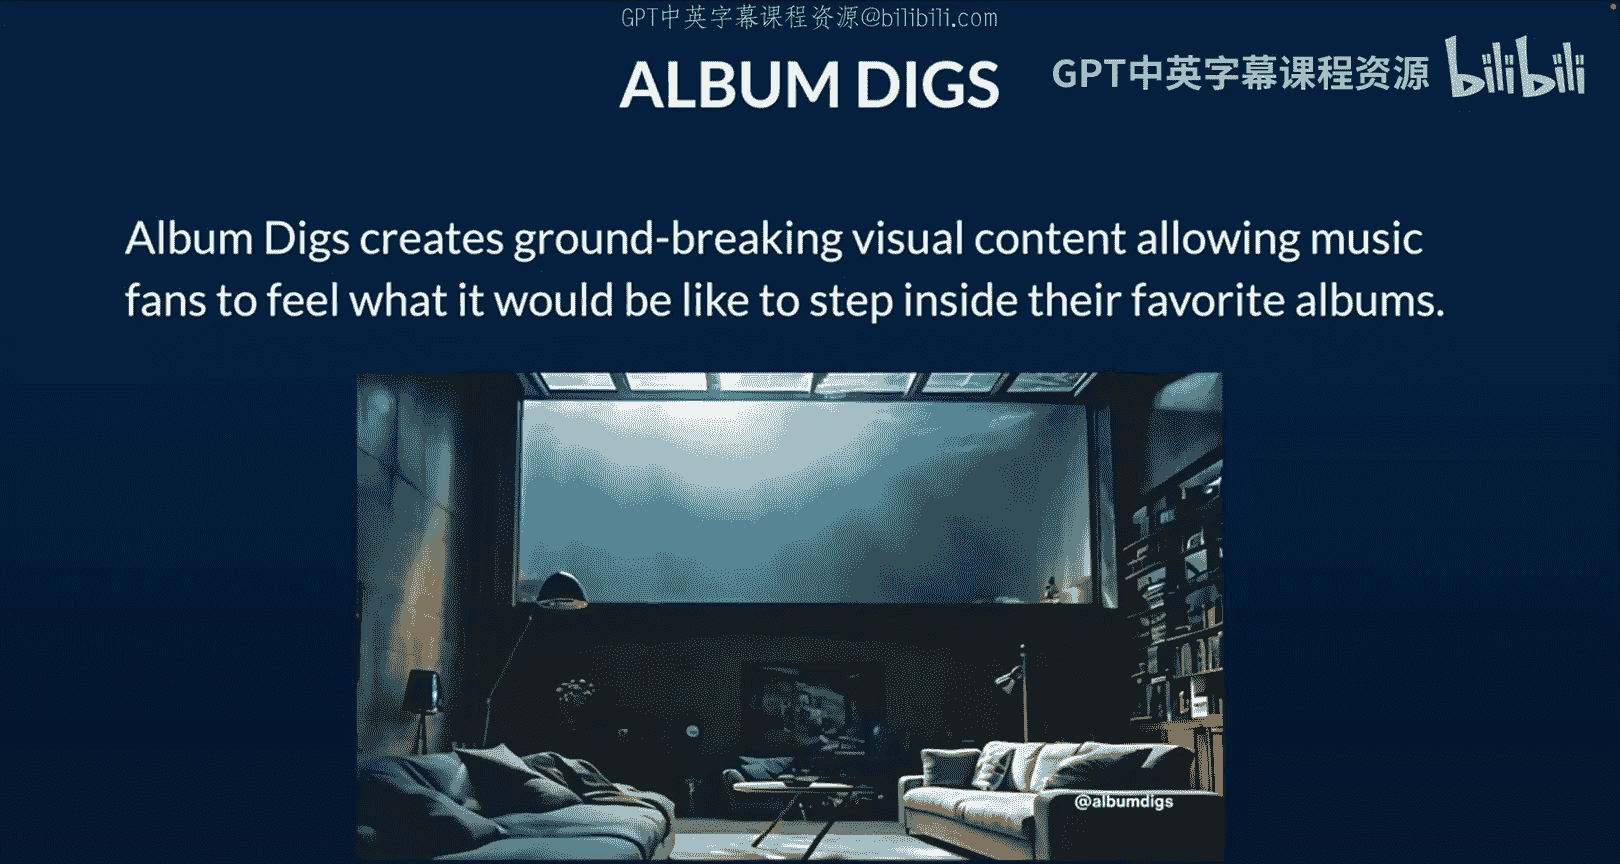 GPT中英字幕课程资源@bilibili.com
GPT中英字幕课程资源 bilibili
ALBUM DIGS
Album Digs creates ground-breaking visual content allowing music
fans to feel what it would be like to step inside their favorite albums.
@albumdigs